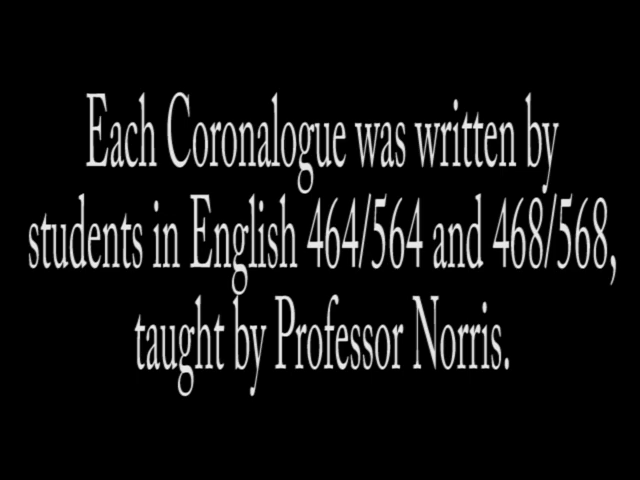 Each Coronalogue was written by
students in English 464/564 and 468/568,
taught by Professor Norris.